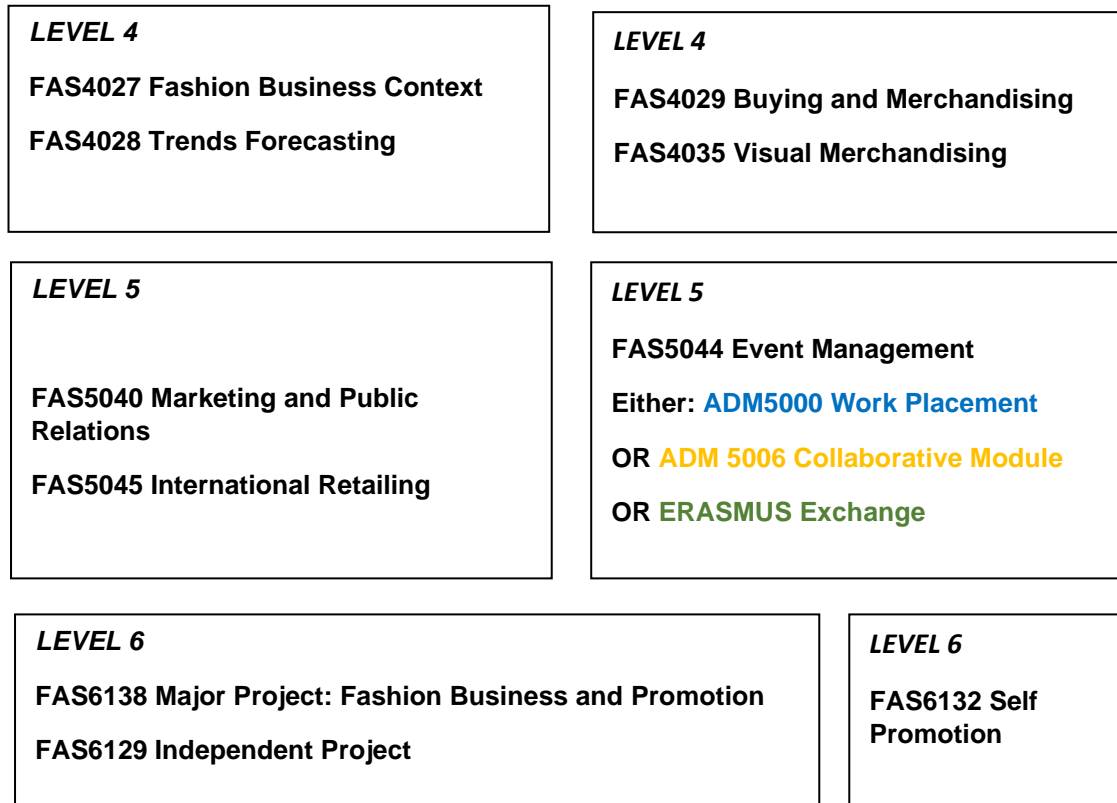 LEVEL 4
FAS4027 Fashion Business Context
FAS4028 Trends Forecasting
LEVEL 4
FAS4029 Buying and Merchandising
FAS4035 Visual Merchandising
LEVEL 5
FAS5040 Marketing and Public
Relations
FAS5045 International Retailing
LEVEL 5
FAS5044 Event Management
Either: ADM5000 Work Placement
OR ADM 5006 Collaborative Module
OR ERASMUS Exchange
LEVEL 6
FAS6138 Major Project: Fashion Business and Promotion
FAS6129 Independent Project
LEVEL 6
FAS6132 Self
Promotion